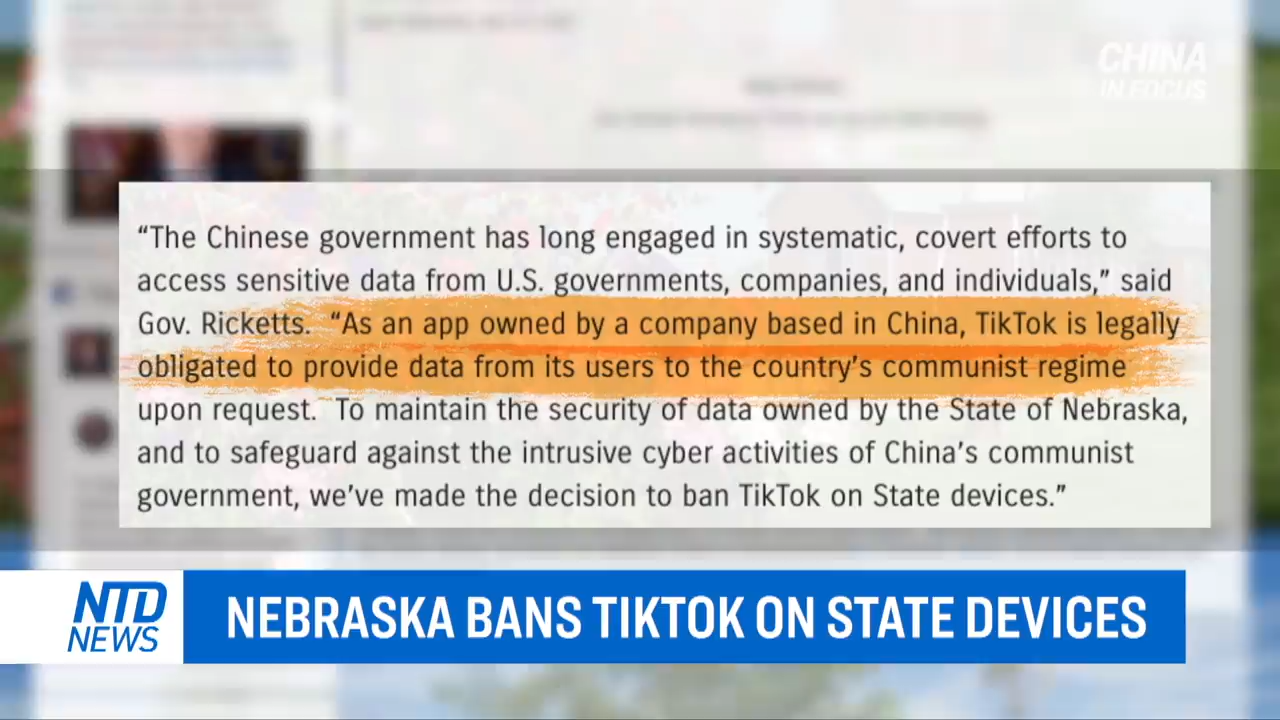 CHINA
IN FOCUS
“The Chinese government has long engaged in systematic, covert efforts to
access sensitive data from U.S. governments, companies, and individuals,” said
Gov. Ricketts.  “As an app owned by a company based in China, TikTok is legally
obligated to provide data from its users to the country’s communist regime
upon request.  To maintain the security of data owned by the State of Nebraska,
and to safeguard against the intrusive cyber activities of China’s communist
government, we’ve made the decision to ban TikTok on State devices.”
NTD
NEWS
NEBRASKA BANS TIKTOK ON STATE DEVICES